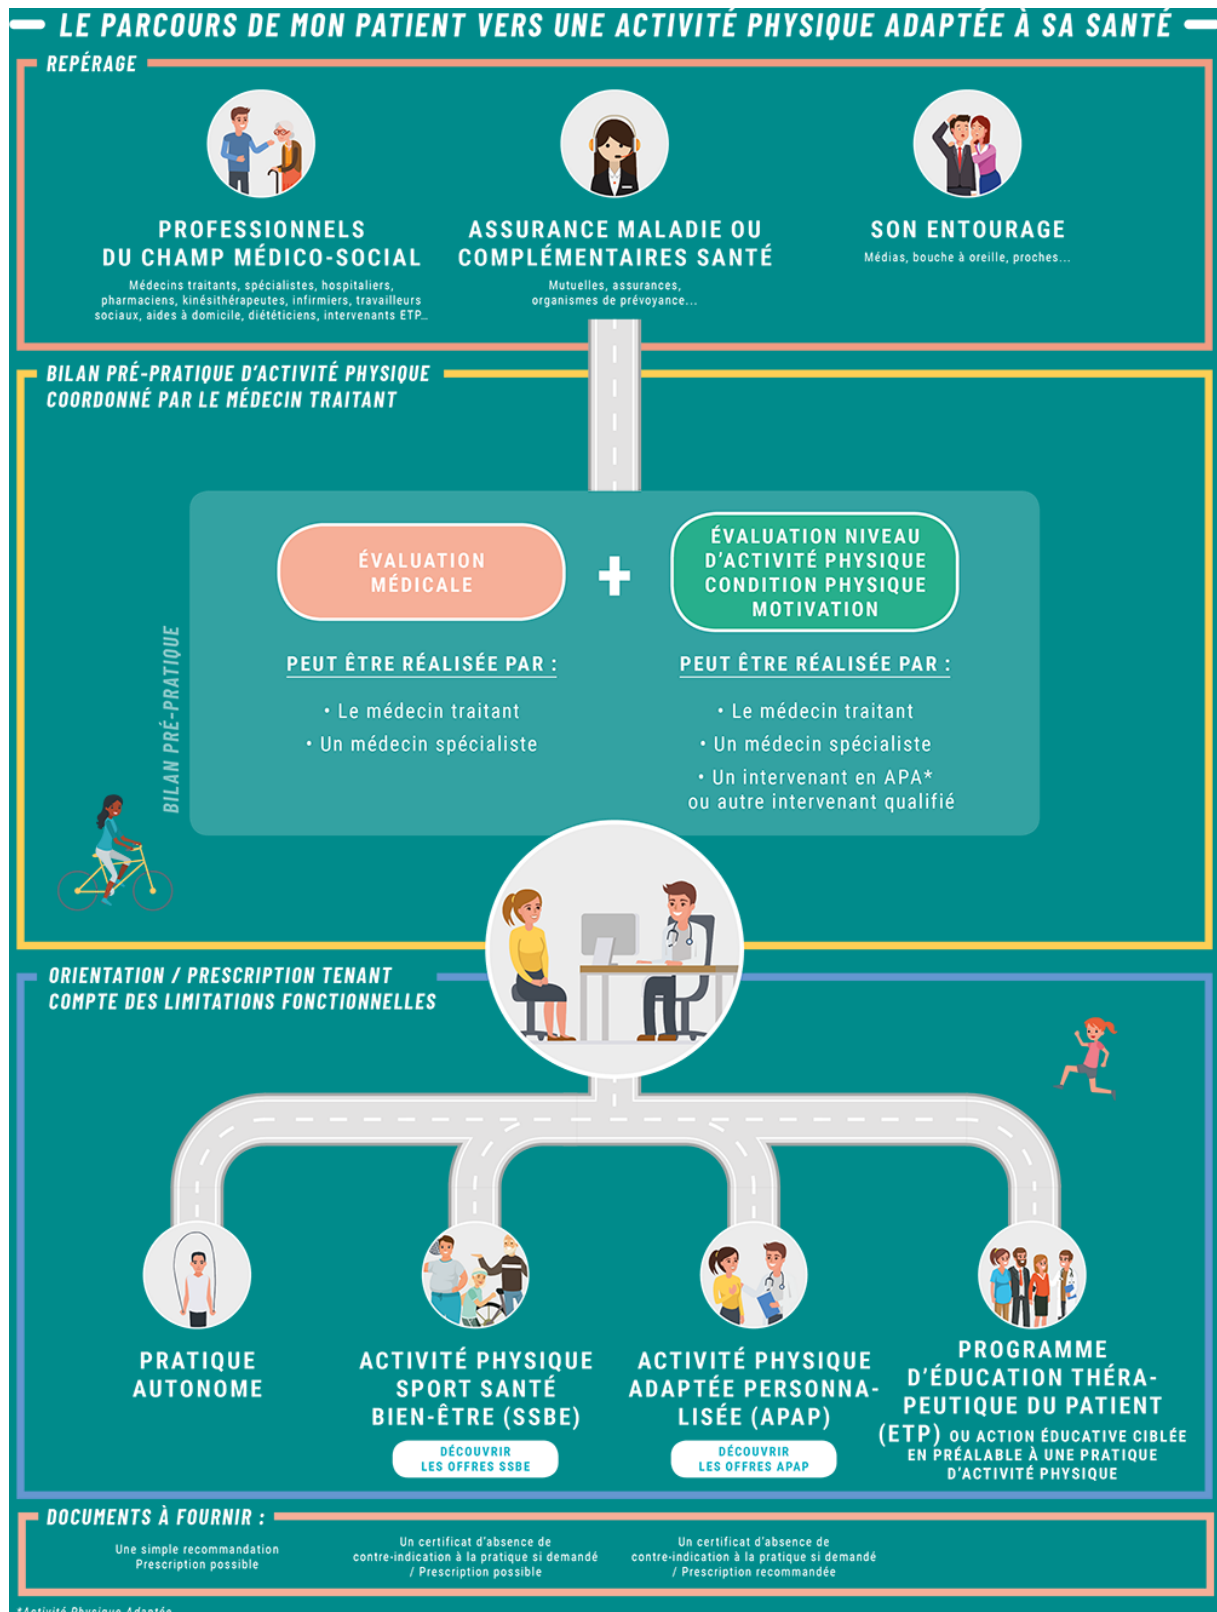 LE PARCOURS DE MON PATIENT VERS UNE ACTIVITÉ PHYSIQUE ADAPTÉE À SA SANTÉ
REPÉRAGE
PROFESSIONNELS
DU CHAMP MÉDICO-SOCIAL
Médecins traitants, spécialistes, hospitaliers,
pharmaciens, kinésithérapeutes, infirmiers, travailleurs
sociaux, aides à domicile, diététiciens, intervenants ETP...
ASSURANCE MALADIE OU
COMPLÉMENTAIRES SANTÉ
Mutuelles, assurances,
organismes de prévoyance...
SON ENTOURAGE
Médias, bouche à oreille, proches...
BILAN PRÉ-PRATIQUE D'ACTIVITÉ PHYSIQUE
COORDONNÉ PAR LE MÉDECIN TRAITANT
BILAN PRÉ-PRATIQUE
ÉVALUATION
MÉDICALE
+
ÉVALUATION NIVEAU
D'ACTIVITÉ PHYSIQUE
CONDITION PHYSIQUE
MOTIVATION
PEUT ÊTRE RÉALISÉE PAR :
• Le médecin traitant
• Un médecin spécialiste
PEUT ÊTRE RÉALISÉE PAR :
• Le médecin traitant
• Un médecin spécialiste
• Un intervenant en APA*
ou autre intervenant qualifié
ORIENTATION / PRESCRIPTION TENANT
COMPTE DES LIMITATIONS FONCTIONNELLES
PRATIQUE
AUTONOME
ACTIVITÉ PHYSIQUE
SPORT SANTÉ
BIEN-ÊTRE (SSBE)
DÉCOUVRIR
LES OFFRES SSBE
ACTIVITÉ PHYSIQUE
ADAPTÉE PERSONNA-
LISÉE (APAP)
DÉCOUVRIR
LES OFFRES APAP
PROGRAMME
D'ÉDUCATION THÉRA-
PEUTIQUE DU PATIENT
(ETP) OU ACTION ÉDUCATIVE CIBLÉE
EN PRÉALABLE À UNE PRATIQUE
D'ACTIVITÉ PHYSIQUE
DOCUMENTS À FOURNIR :
Une simple recommandation
Prescription possible
Un certificat d'absence de
contre-indication à la pratique si demandé
/ Prescription possible
Un certificat d'absence de
contre-indication à la pratique si demandé
/ Prescription recommandée
*Activité Physique Adaptée